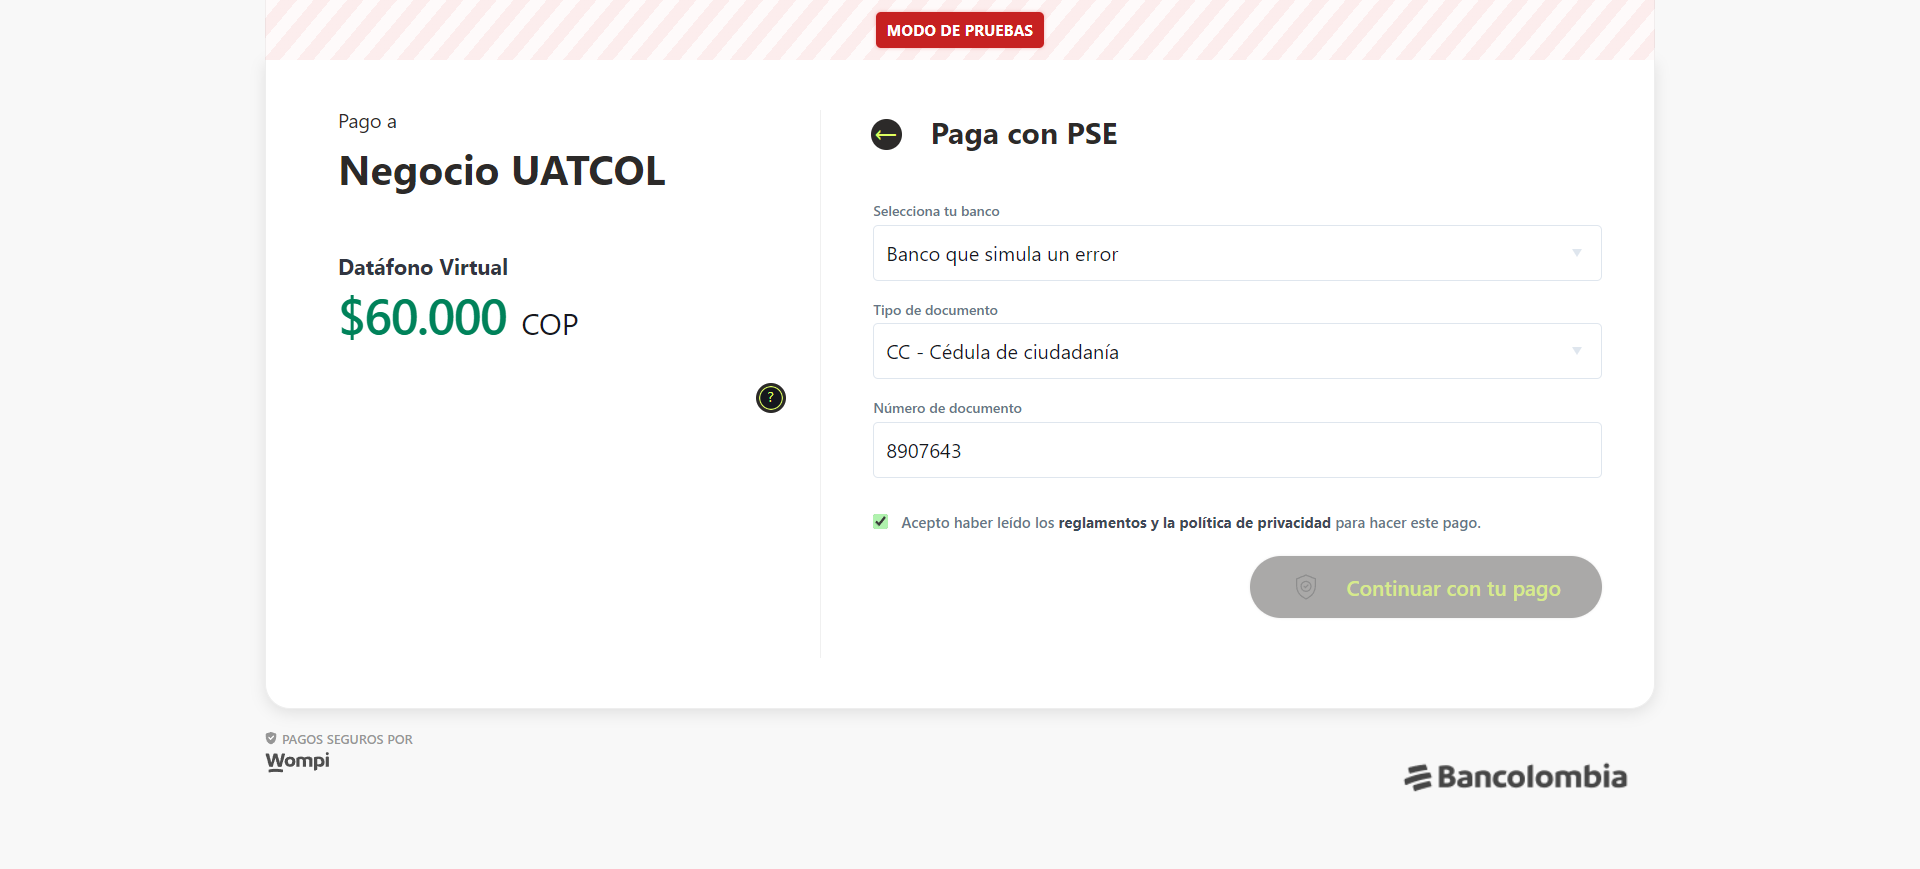 MODO DE PRUEBAS
Pago a
Negocio UATCOL
Datáfono Virtual
$60.000 COP
?
Paga con PSE
Selecciona tu banco
Banco que simula un error
Tipo de documento
CC - Cédula de ciudadanía
Número de documento
8907643
Acepto haber leído los reglamentos y la política de privacidad para hacer este pago.
Continuar con tu pago
PAGOS SEGUROS POR
Wompi
Bancolombia